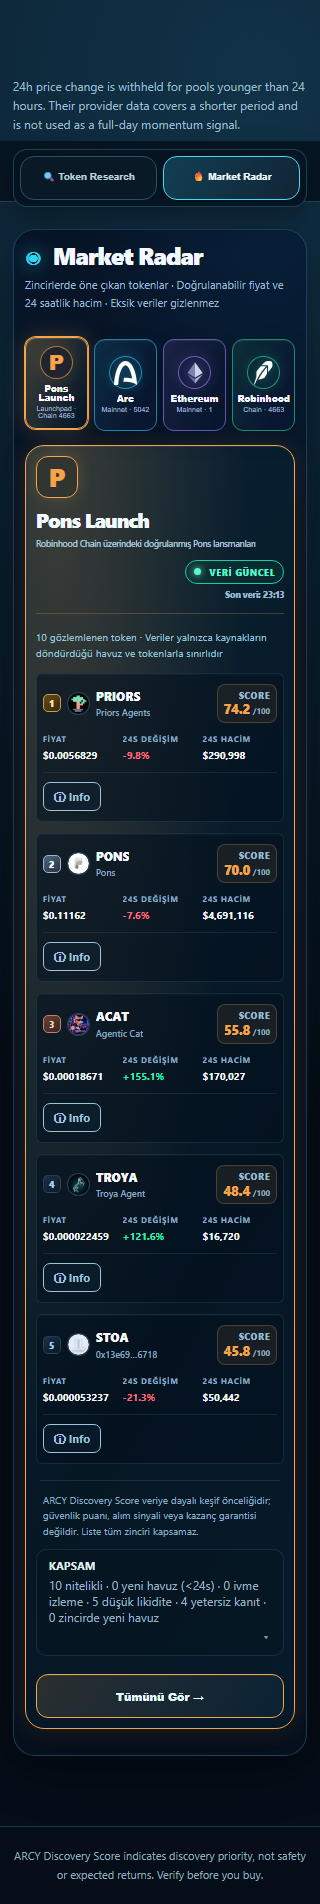 24h price change is withheld for pools younger than 24
hours. Their provider data covers a shorter period and
is not used as a full-day momentum signal.
Token Research
Market Radar
Market Radar
Zincirlerde öne çıkan tokenlar · Doğrulanabilir fiyat ve
24 saatlik hacim · Eksik veriler gizlenmez
P
Pons
Launch
Launchpad ·
Chain 4663
Arc
Mainnet · 5042
Ethereum
Mainnet · 1
Robinhood
Chain · 4663
P
Pons Launch
Robinhood Chain üzerindeki doğrulanmış Pons lansmanları
VERİ GÜNCEL
Son veri: 23:13
10 gözlemlenen token · Veriler yalnızca kaynakların
döndürdüğü havuz ve tokenlarla sınırlıdır
1
PRIORS
Priors Agents
SCORE
74.2 /100
FİYAT
24S DEĞİŞİM
24S HACİM
$0.0056829
-9.8%
$290,998
Info
2
PONS
Pons
SCORE
70.0 /100
FİYAT
24S DEĞİŞİM
24S HACİM
$0.11162
-7.6%
$4,691,116
Info
3
ACAT
Agentic Cat
SCORE
55.8 /100
FİYAT
24S DEĞİŞİM
24S HACİM
$0.00018671
+155.1%
$170,027
Info
4
TROYA
Troya Agent
SCORE
48.4 /100
FİYAT
24S DEĞİŞİM
24S HACİM
$0.000022459
+121.6%
$16,720
Info
5
STOA
0x13e69...6718
SCORE
45.8 /100
FİYAT
24S DEĞİŞİM
24S HACİM
$0.000053237
-21.3%
$50,442
Info
ARCY Discovery Score veriye dayalı keşif önceliğidir;
güvenlik puanı, alım sinyali veya kazanç garantisi
değildir. Liste tüm zinciri kapsamaz.
KAPSAM
10 nitelikli · 0 yeni havuz (<24s) · 0 ivme
izleme · 5 düşük likidite · 4 yetersiz kanıt ·
0 zincirde yeni havuz
Tümünü Gör →
ARCY Discovery Score indicates discovery priority, not safety
or expected returns. Verify before you buy.